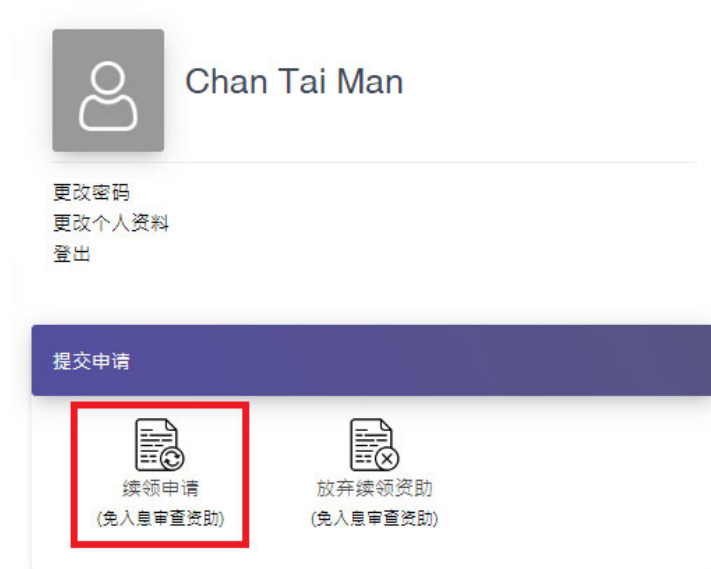 Chan Tai Man
更改密码
更改个人资料
登出
提交申请
续领申请
(免入息审查资助)
放弃续领资助
(免入息审查资助)